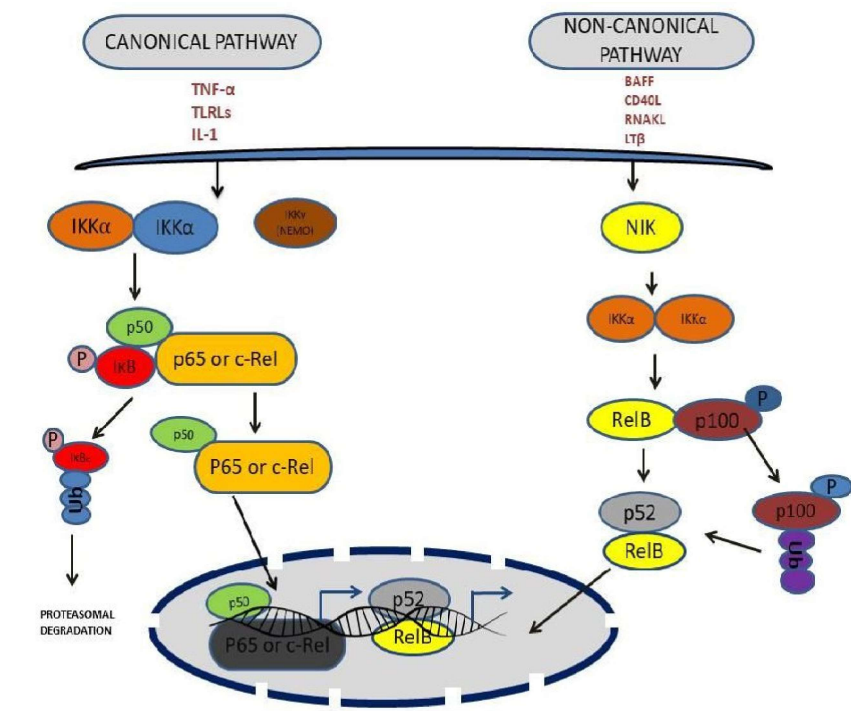 CANONICAL PATHWAY
NON-CANONICAL
PATHWAY
TNF-α
TLRLs
IL-1
BAFF
CD40L
RNAKL
LTβ
IKKα
IKKα
IKKγ
(NEMO)
NIK
IKKα
IKKα
p50
P
IκB
p65 or c-Rel
RelB
p100
P
p50
P65 or c-Rel
P
Ub
p52
RelB
P
p100
Ub
PROTEASOMAL
DEGRADATION
p50
P65 or c-Rel
p52
RelB